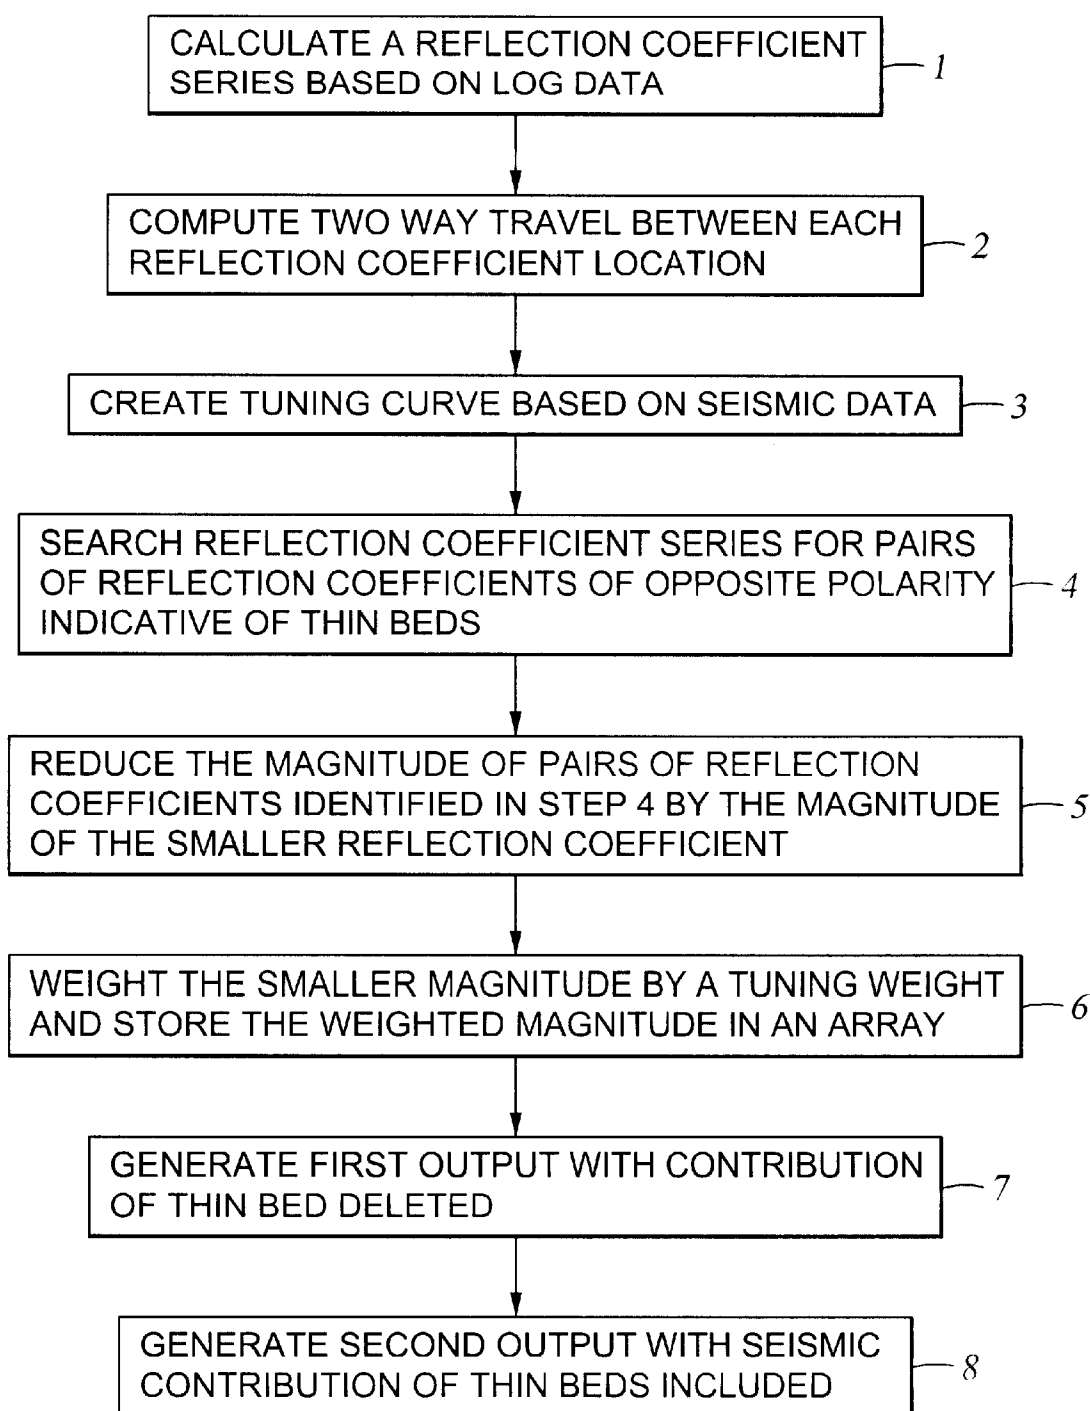 CALCULATE A REFLECTION COEFFICIENT
SERIES BASED ON LOG DATA
1
COMPUTE TWO WAY TRAVEL BETWEEN EACH
REFLECTION COEFFICIENT LOCATION
2
CREATE TUNING CURVE BASED ON SEISMIC DATA
3
SEARCH REFLECTION COEFFICIENT SERIES FOR PAIRS
OF REFLECTION COEFFICIENTS OF OPPOSITE POLARITY
INDICATIVE OF THIN BEDS
4
REDUCE THE MAGNITUDE OF PAIRS OF REFLECTION
COEFFICIENTS IDENTIFIED IN STEP 4 BY THE MAGNITUDE
OF THE SMALLER REFLECTION COEFFICIENT
5
WEIGHT THE SMALLER MAGNITUDE BY A TUNING WEIGHT
AND STORE THE WEIGHTED MAGNITUDE IN AN ARRAY
6
GENERATE FIRST OUTPUT WITH CONTRIBUTION
OF THIN BED DELETED
7
GENERATE SECOND OUTPUT WITH SEISMIC
CONTRIBUTION OF THIN BEDS INCLUDED
8